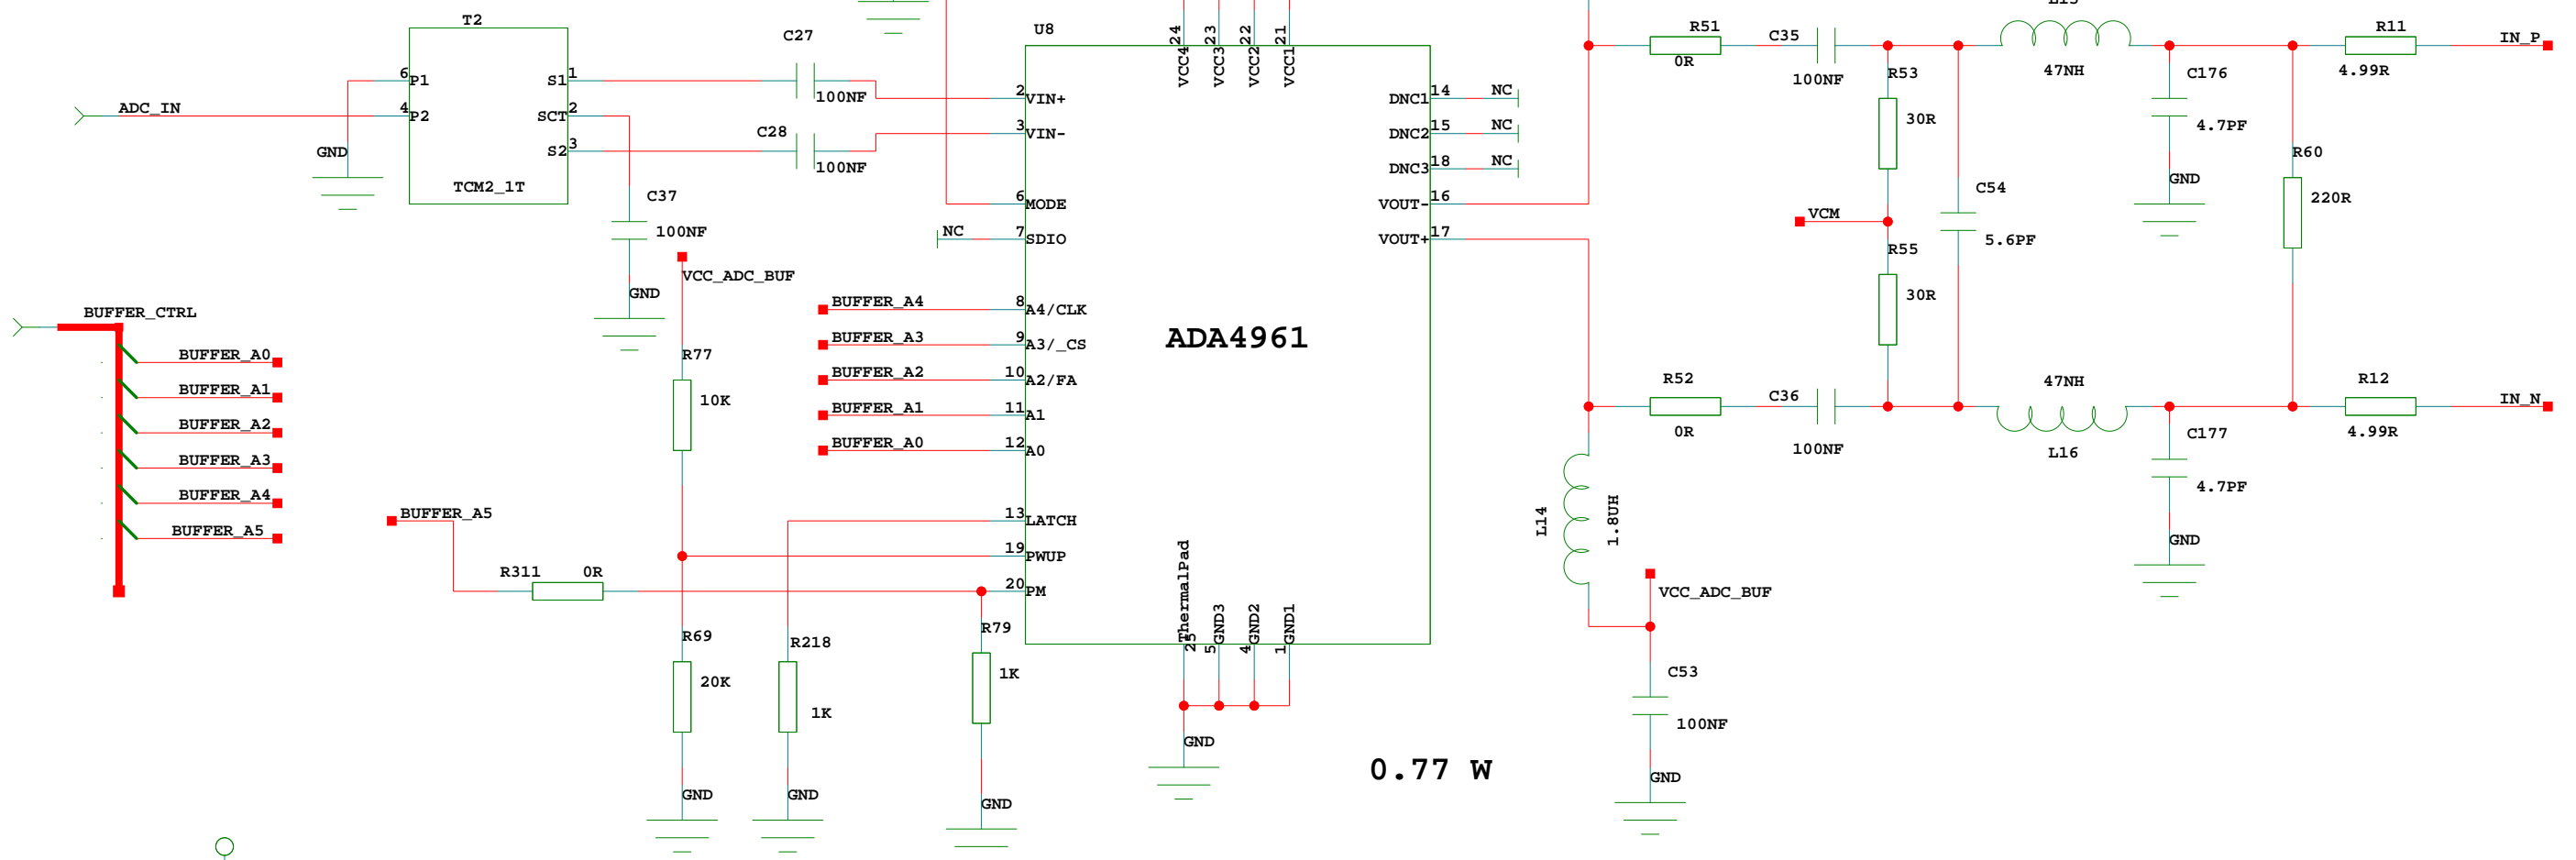 T2
6
P1
4
P2
S1
1
SCT
2
S2
3
TCM2_1T
ADC_IN
GND
C27
100NF
C28
100NF
C37
100NF
GND
VCC_ADC_BUF
R77
10K
BUFFER_CTRL
BUFFER_A0
BUFFER_A1
BUFFER_A2
BUFFER_A3
BUFFER_A4
BUFFER_A5
BUFFER_A5
R311 0R
R69
20K
GND
R218
1K
GND
R79
1K
GND
BUFFER_A4
BUFFER_A3
BUFFER_A2
BUFFER_A1
BUFFER_A0
NC
U8
24
VCC4
23
VCC3
22
VCC2
21
VCC1
2
VIN+
3
VIN-
6
MODE
7
SDIO
8
A4/CLK
9
A3/_CS
10
A2/FA
11
A1
12
A0
13
LATCH
19
PWUP
20
PM
ADA4961
DNC1
14
NC
DNC2
15
NC
DNC3
18
NC
VOUT-
16
VOUT+
17
ThermalPad
25
GND3
5
GND2
4
GND1
1
GND
0.77 W
R51
0R
C35
100NF
R53
30R
VCM
R55
30R
C54
5.6PF
47NH
C176
4.7PF
GND
R60
220R
R11
4.99R
IN_P
R52
0R
C36
100NF
47NH
L16
C177
4.7PF
GND
R12
4.99R
IN_N
L14
1.8UH
VCC_ADC_BUF
C53
100NF
GND